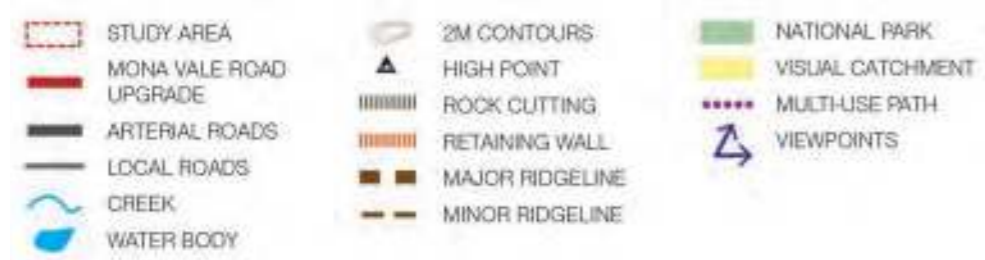 STUDY AREA
MONA VALE ROAD
UPGRADE
ARTERIAL ROADS
LOCAL ROADS
CREEK
WATER BODY
2M CONTOURS
HIGH POINT
ROCK CUTTING
RETAINING WALL
MAJOR RIDGELINE
MINOR RIDGELINE
NATIONAL PARK
VISUAL CATCHMENT
MULTI-USE PATH
VIEWPOINTS